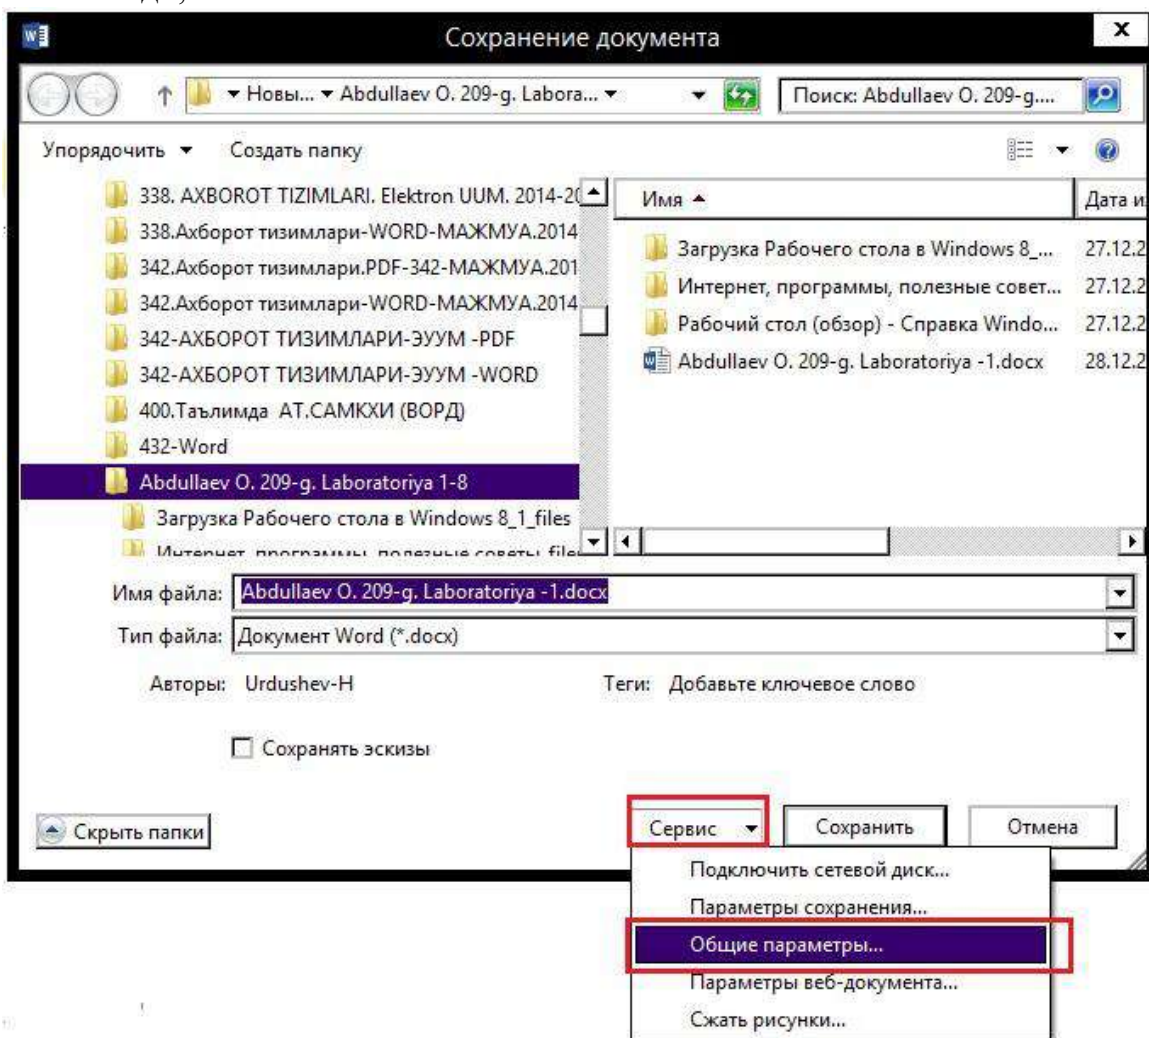 Сохранение документа
x
Новы... Abdullaev O. 209-g. Labora...
Поиск: Abdullaev O. 209-g....
Упорядочить
Создать папку
338. AXBOROT TIZIMLARI. Elektron UUM. 2014-20
338.Ахборот тизимлари-WORD-МАЖМУА.2014
342.Ахборот тизимлари.PDF-342-МАЖМУА.201
342.Ахборот тизимлари-WORD-МАЖМУА.2014
342-АХБОРОТ ТИЗИМЛАРИ-ЭУУМ -PDF
342-АХБОРОТ ТИЗИМЛАРИ-ЭУУМ -WORD
400.Таълимда АТ.САМКХИ (ВОРД)
432-Word
Abdullaev O. 209-g. Laboratoriya 1-8
Загрузка Рабочего стола в Windows 8_1_files
Интернет, программы, полезные советы_file
Имя
Дата и
Загрузка Рабочего стола в Windows 8_... 27.12.2
Интернет, программы, полезные совет... 27.12.2
Рабочий стол (обзор) - Справка Windo... 27.12.2
Abdullaev O. 209-g. Laboratoriya -1.docx 28.12.2
Имя файла: Abdullaev O. 209-g. Laboratoriya -1.docx
Тип файла: Документ Word (*.docx)
Авторы: Urdushev-H
Теги: Добавьте ключевое слово
Сохранять эскизы
Скрыть папки
Сервис
Сохранить
Отмена
Подключить сетевой диск...
Параметры сохранения...
Общие параметры...
Параметры веб-документа...
Сжать рисунки...